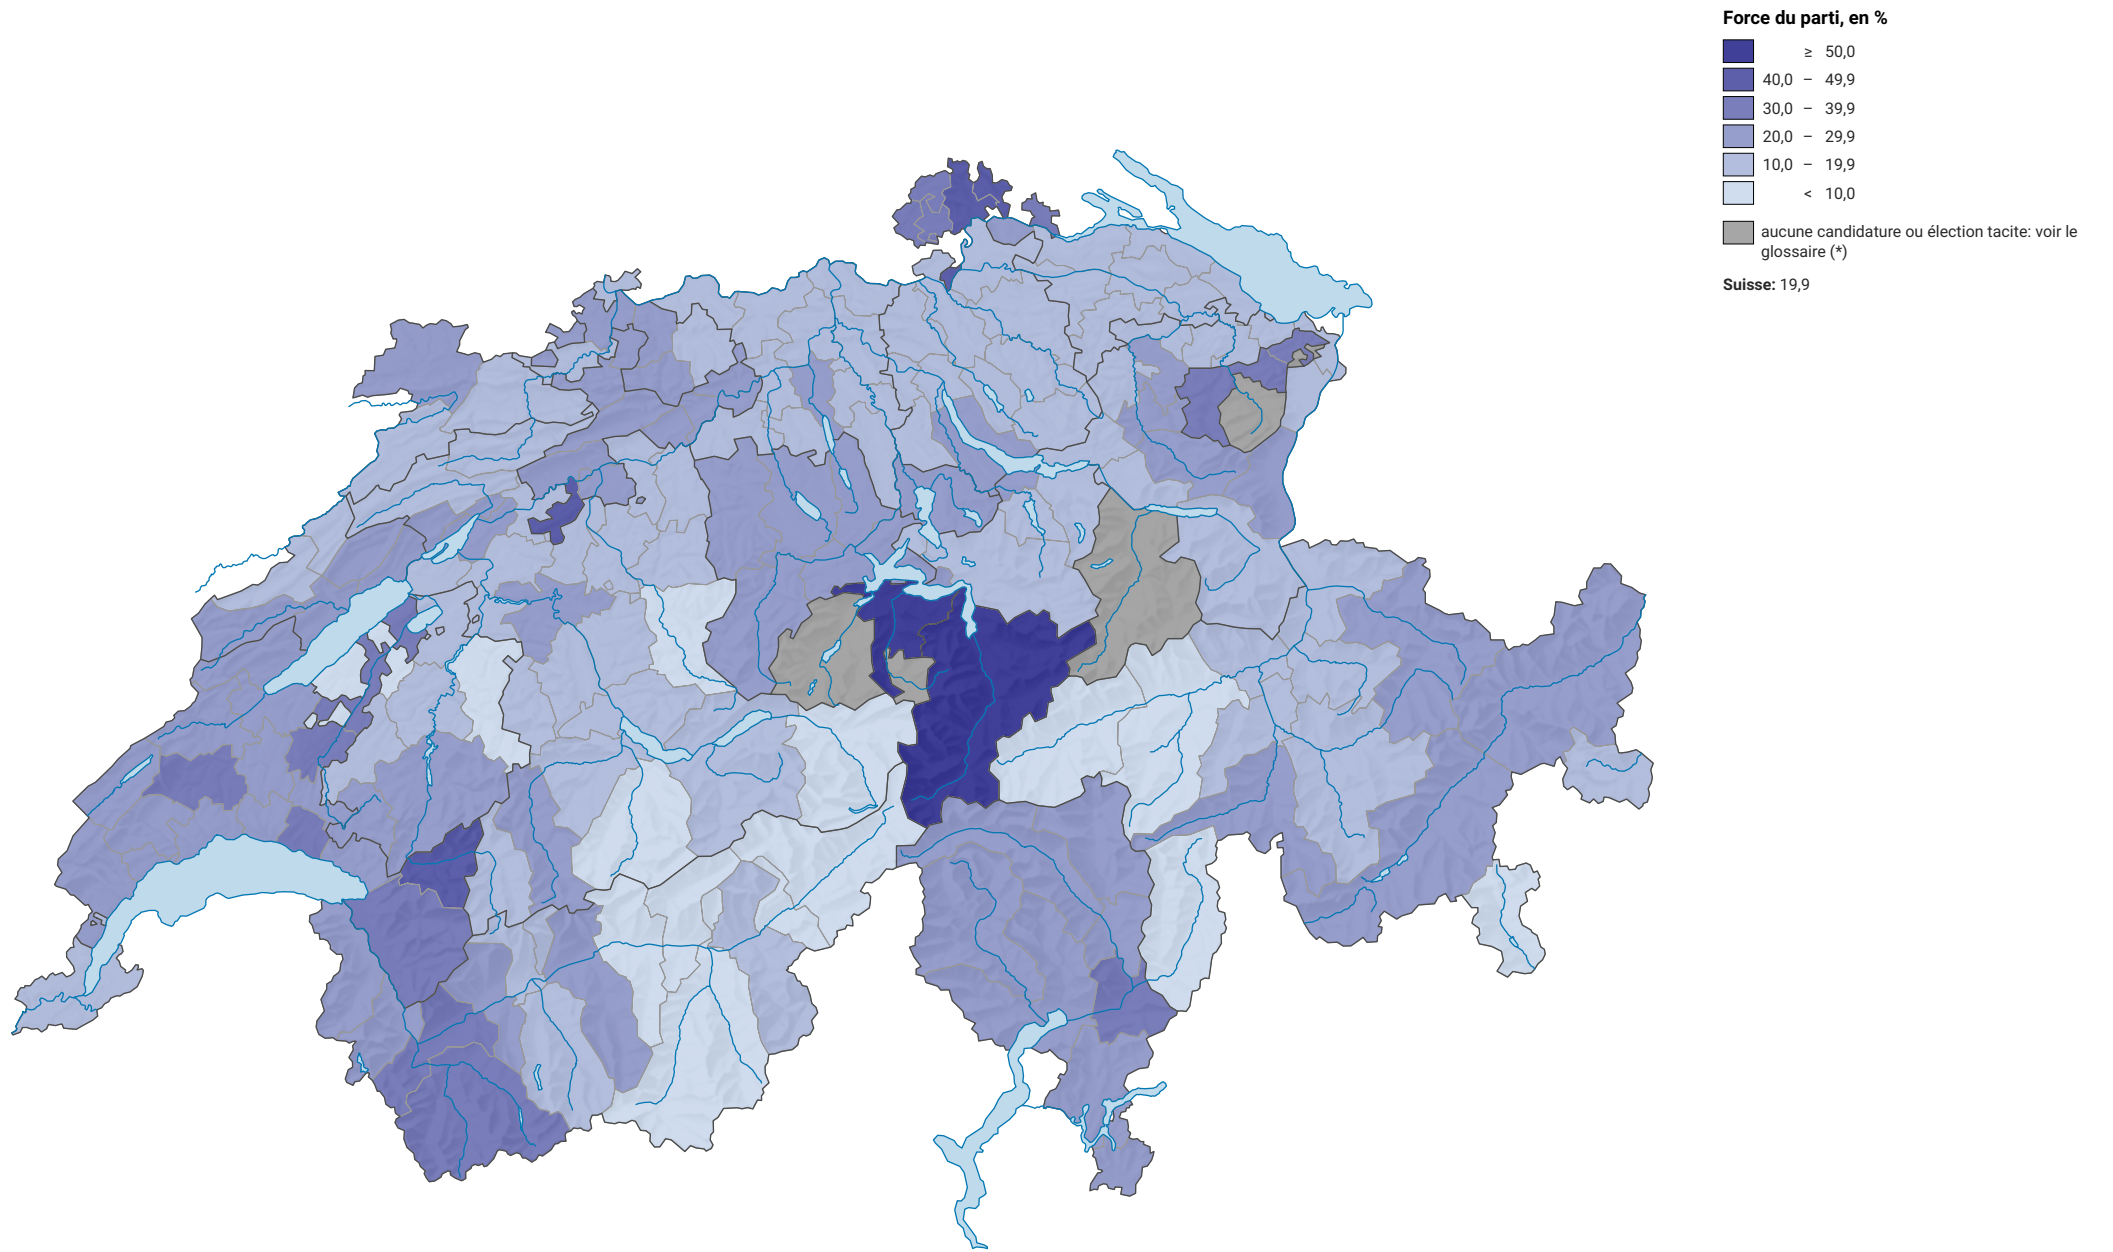 Force du parti, en %
≥ 50,0
40,0 – 49,9
30,0 – 39,9
20,0 – 29,9
10,0 – 19,9
< 10,0
aucune candidature ou élection tacite: voir le
glossaire (*)
Suisse: 19,9